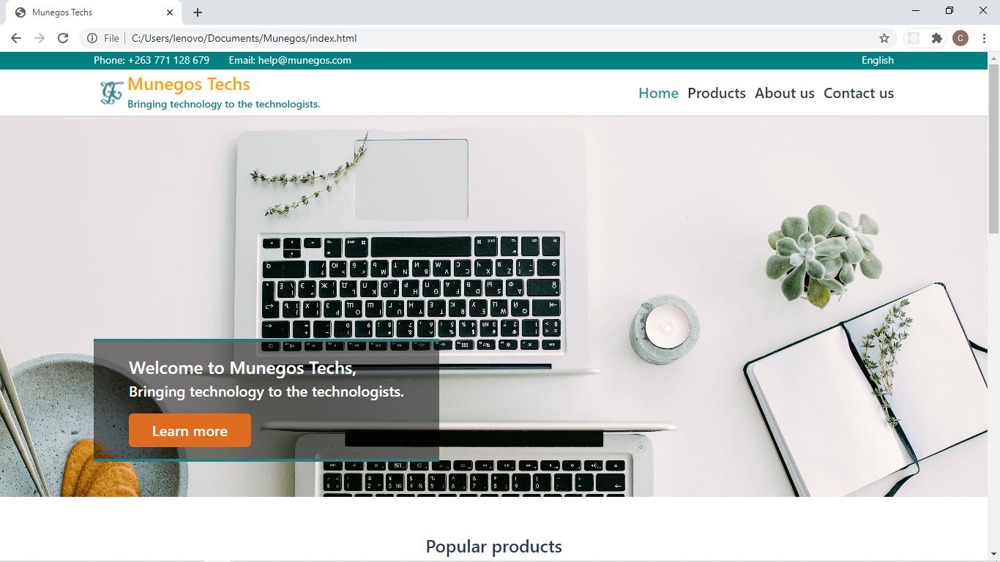 Munegos Techs
File C:/Users/lenovo/Documents/Munegos/index.html
C
Phone: +263 771 128 679 Email: help@munegos.com English
Munegos Techs
Bringing technology to the technologists.
Home Products About us Contact us
Welcome to Munegos Techs,
Bringing technology to the technologists.
Learn more
Popular products